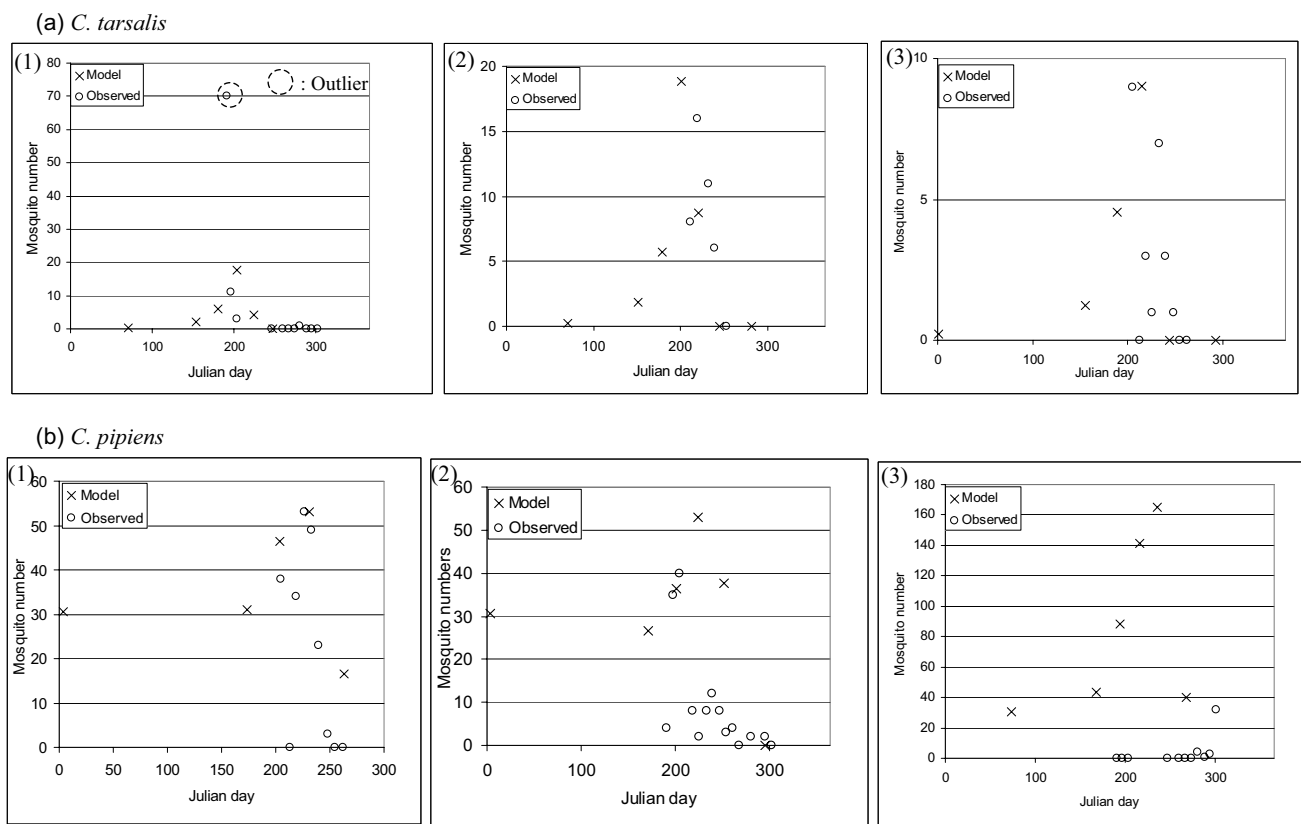 (a) C. tarsalis
(1)
× Model
○ Observed
: Outlier
Mosquito number
80
70
60
50
40
30
20
10
0
0 100 200 300
Julian day
(2)
× Model
○ Observed
Mosquito number
20
15
10
5
0
0 100 200 300
Julian day
(3)
× Model
○ Observed
Mosquito number
10
5
0
0 100 200 300
Julian day
(b) C. pipiens
(1)
× Model
○ Observed
Mosquito number
60
50
40
30
20
10
0
0 50 100 150 200 250 300
Julian day
(2)
× Model
○ Observed
Mosquito numbers
60
50
40
30
20
10
0
0 100 200 300
Julian day
(3)
× Model
○ Observed
Mosquito number
180
160
140
120
100
80
60
40
20
0
0 100 200 300
Julian day